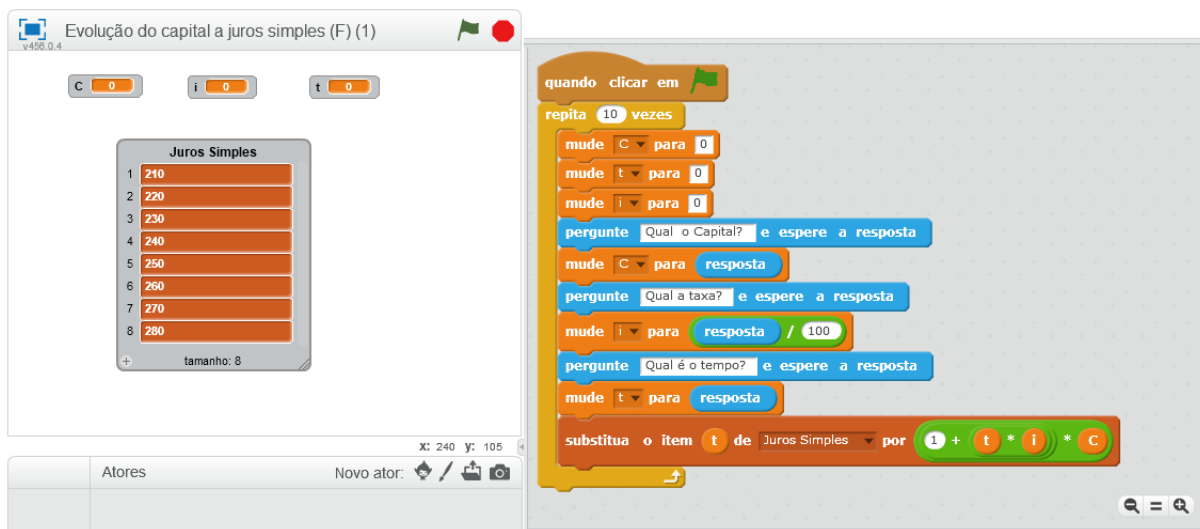 Evolução do capital a juros simples (F) (1)
v456.0.4
C 0
i 0
t 0
Juros Simples
1 210
2 220
3 230
4 240
5 250
6 260
7 270
8 280
+ tamanho: 8
x: 240 y: 105
Atores
Novo ator:
quando clicar em
repita 10 vezes
mude C para 0
mude t para 0
mude i para 0
pergunte Qual o Capital? e espere a resposta
mude C para resposta
pergunte Qual a taxa? e espere a resposta
mude i para resposta / 100
pergunte Qual é o tempo? e espere a resposta
mude t para resposta
substitua o item t de Juros Simples por 1 + t * i * C